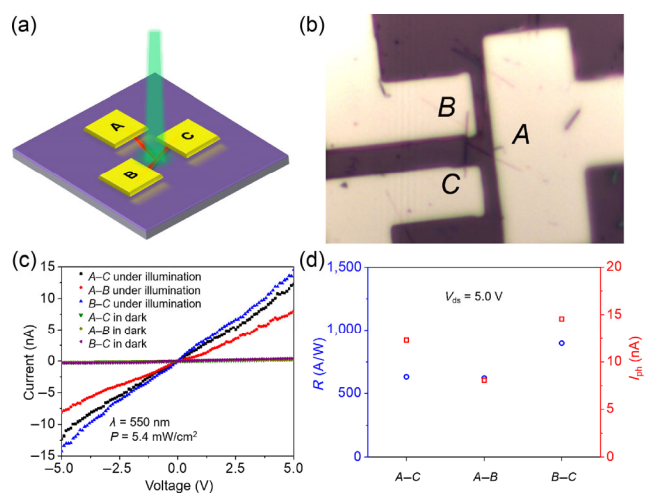 (a)
A
C
B
(b)
B
A
C
(c)
15
10
5
0
−5
−10
−15
Current (nA)
A–C under illumination
A–B under illumination
B–C under illumination
A–C in dark
A–B in dark
B–C in dark
λ = 550 nm
P = 5.4 mW/cm²
−5.0
−2.5
0.0
2.5
5.0
Voltage (V)
(d)
1,500
1,000
500
0
R (A/W)
V_ds = 5.0 V
20
15
10
5
0
I_ph (nA)
A–C
A–B
B–C